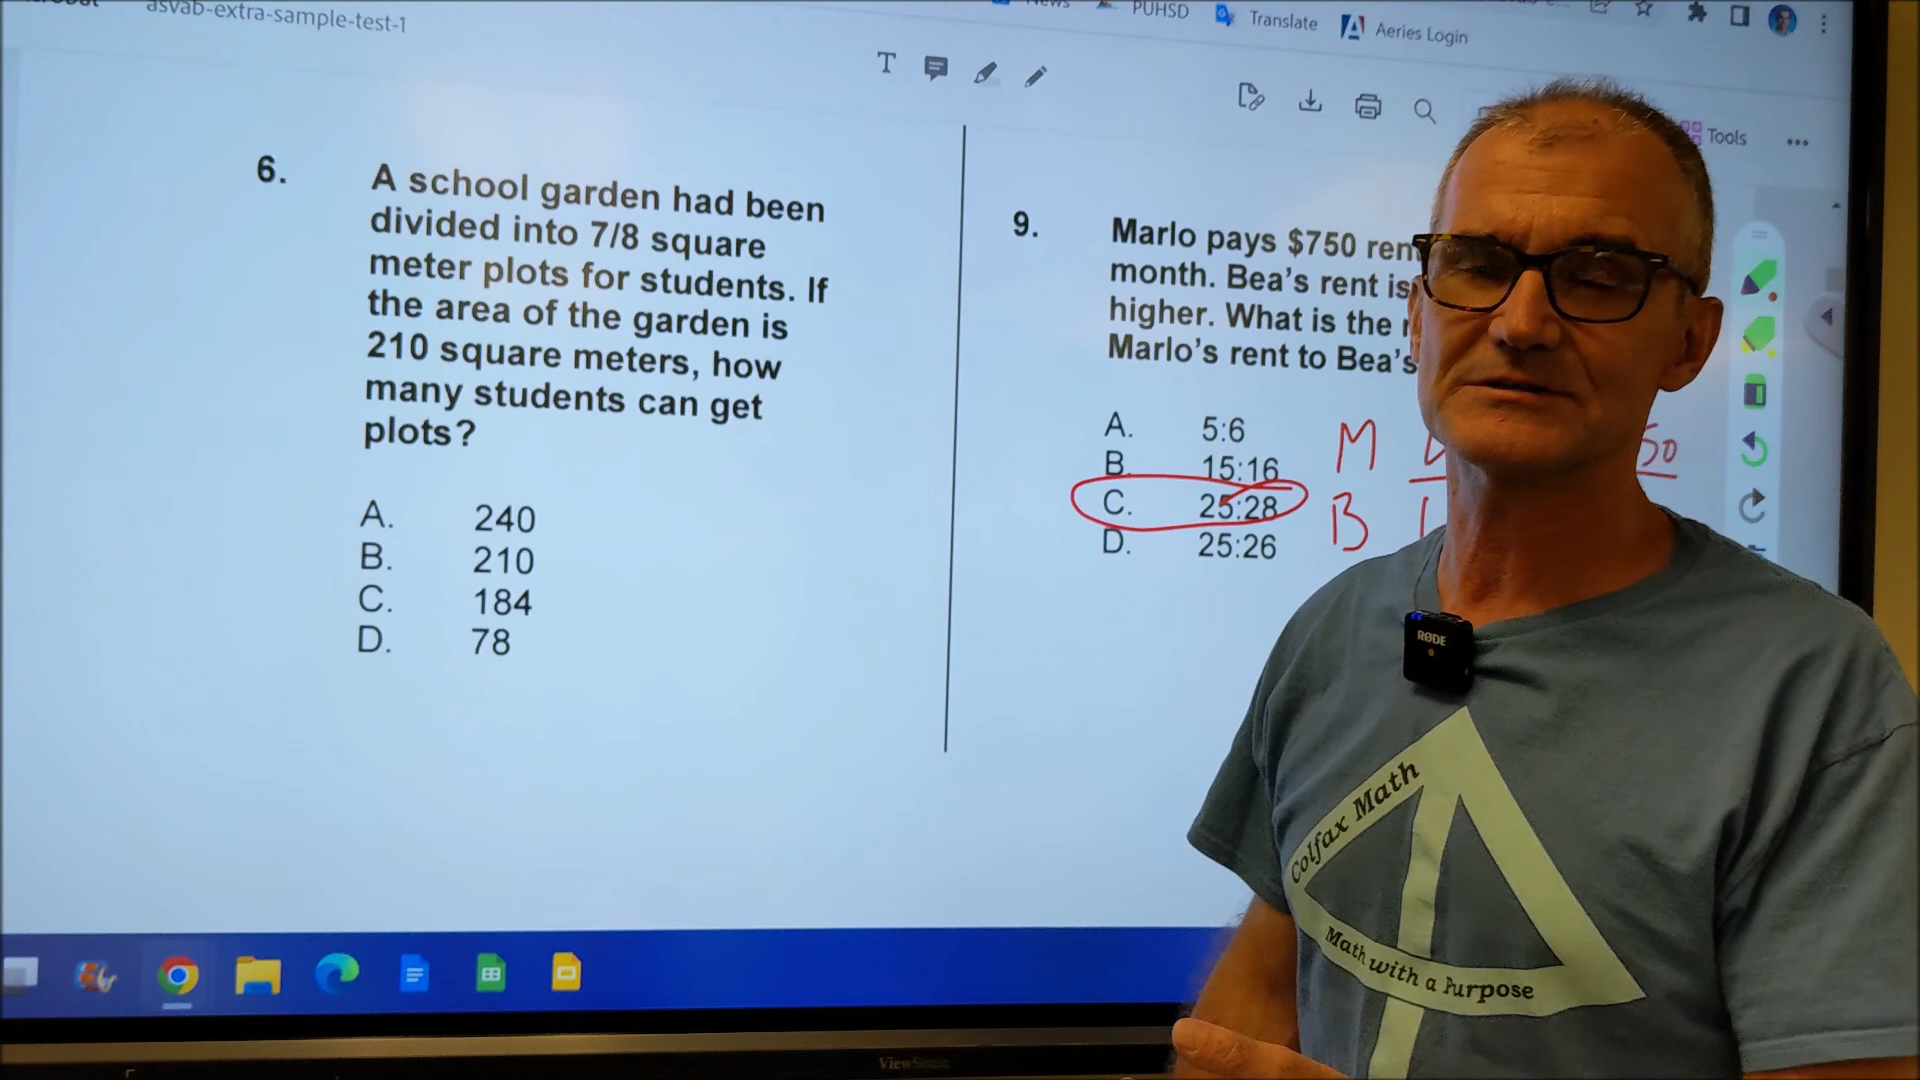 asvab-extra-sample-test-1
PUHSD
Translate
Aeries Login
T
Tools
6.
A school garden had been
divided into 7/8 square
meter plots for students. If
the area of the garden is
210 square meters, how
many students can get
plots?
A. 240
B. 210
C. 184
D. 78
9.
Marlo pays $750
month. Bea's rent is
higher. What is the
Marlo's rent to Bea's
A. 5:6
B. 15:16
C. 25:28
D. 25:26
M
50
B
RØDE
Colfax Math
Math with a Purpose
ViewSonic